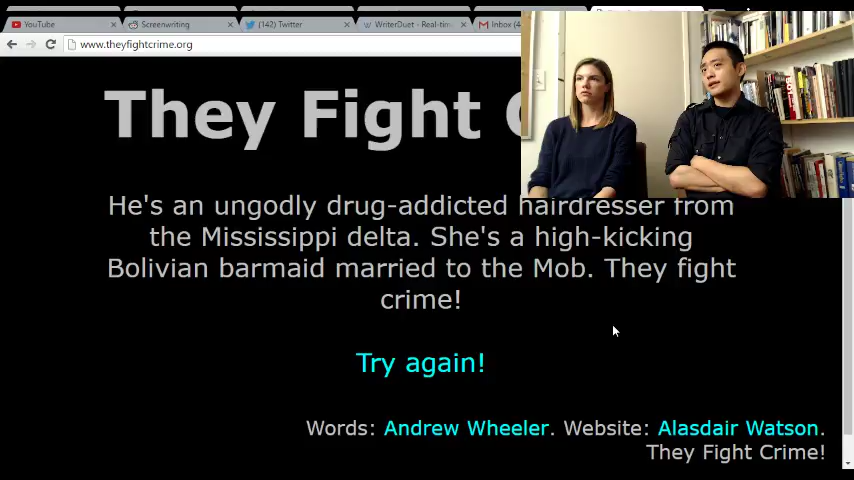 YouTube
Screenwriting
(142) Twitter
WriterDuet - Real-tim
Inbox (4
www.theyfightcrime.org
They Fight
He's an ungodly drug-addicted hairdresser from
the Mississippi delta. She's a high-kicking
Bolivian barmaid married to the Mob. They fight
crime!
Try again!
Words: Andrew Wheeler. Website: Alasdair Watson.
They Fight Crime!